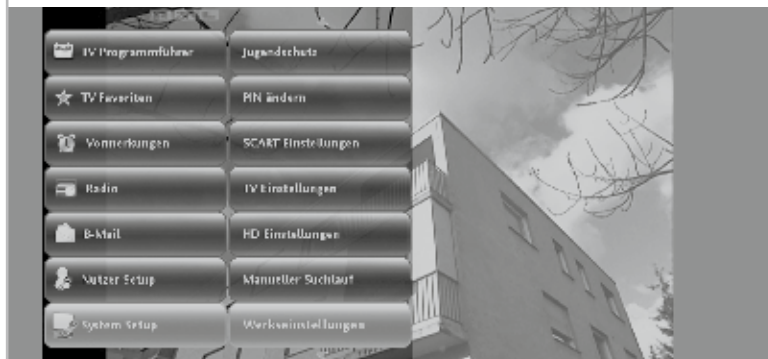 TV Programmführer
Jugendschutz
TV Favoriten
PIN ändern
Vormerkungen
SCART Einstellungen
Radio
TV Einstellungen
B-Mail
HD Einstellungen
Nutzer Setup
Manueller Suchlauf
System Setup
Werkseinstellungen